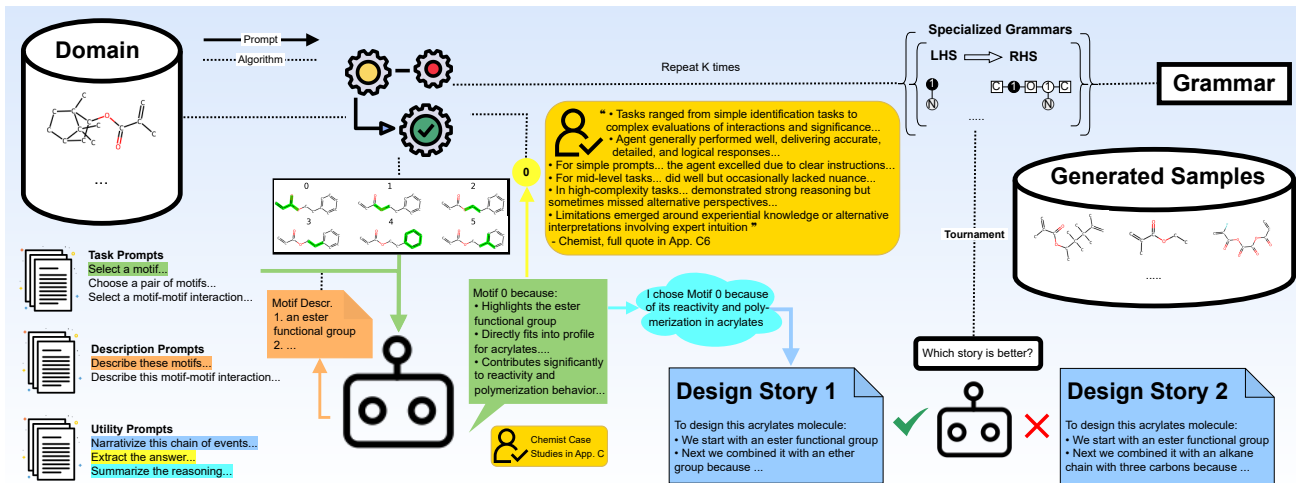 Domain
Prompt
Algorithm
...
Repeat K times
Specialized Grammars
LHS
RHS
1
N
C
1
O
1
C
N
.....
Grammar
0
1
2
3
4
5
0
❝ • Tasks ranged from simple identification tasks to
complex evaluations of interactions and significance...
• Agent generally performed well, delivering accurate,
detailed, and logical responses...
• For simple prompts... the agent excelled due to clear instructions...
• For mid-level tasks... did well but occasionally lacked nuance...
• In high-complexity tasks... demonstrated strong reasoning but
sometimes missed alternative perspectives...
• Limitations emerged around experiential knowledge or alternative
interpretations involving expert intuition ❞
- Chemist, full quote in App. C6
Generated Samples
.....
Tournament
Task Prompts
Select a motif...
Choose a pair of motifs...
Select a motif-motif interaction...
Description Prompts
Describe these motifs...
Describe this motif-motif interaction...
Utility Prompts
Narrativize this chain of events...
Extract the answer...
Summarize the reasoning...
Motif Descr.
1. an ester
functional group
2. ...
Motif 0 because:
• Highlights the ester
functional group
• Directly fits into profile
for acrylates....
• Contributes significantly
to reactivity and
polymerization behavior...
I chose Motif 0 because
of its reactivity and poly-
merization in acrylates
Chemist Case
Studies in App. C
Which story is better?
Design Story 1
To design this acrylates molecule:
• We start with an ester functional group
• Next we combined it with an ether
group because ...
Design Story 2
To design this acrylates molecule:
• We start with an ester functional group
• Next we combined it with an alkane
chain with three carbons because ...